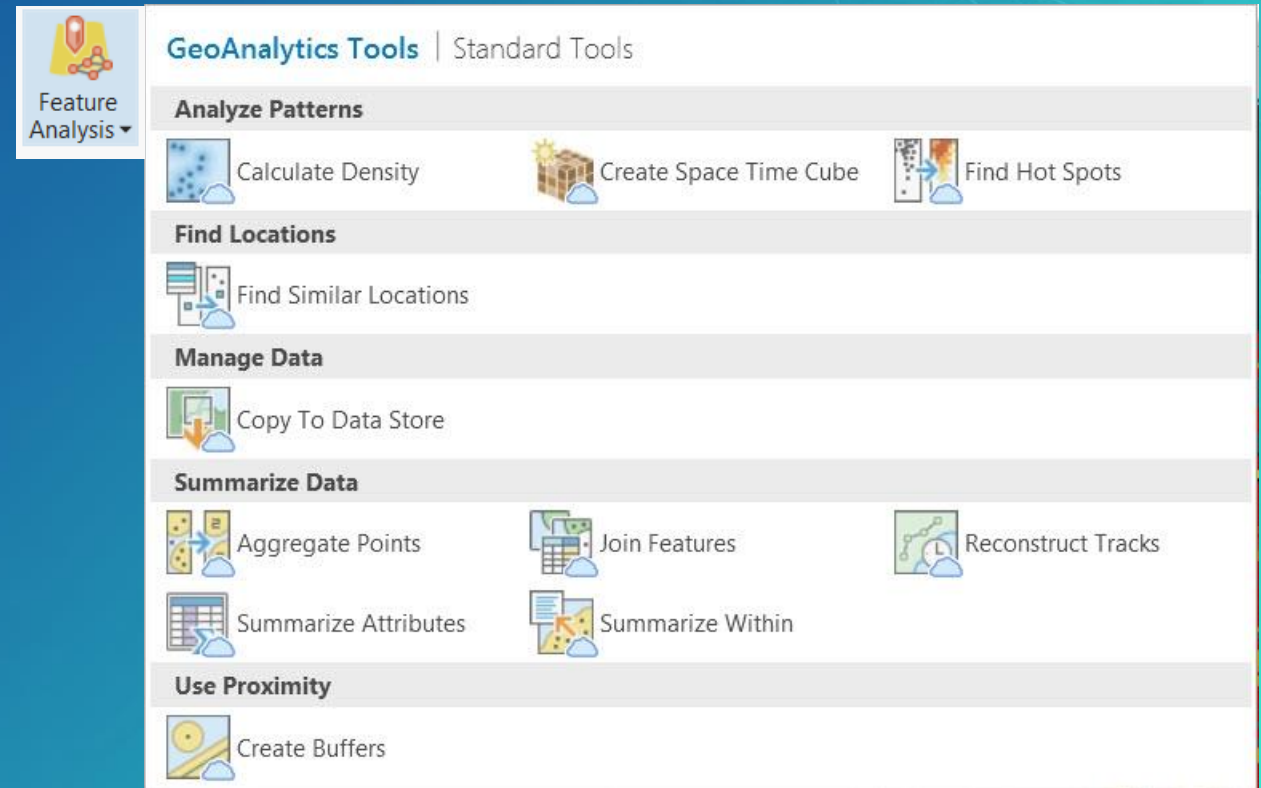 Feature
Analysis
GeoAnalytics Tools | Standard Tools
Analyze Patterns
Calculate Density
Create Space Time Cube
Find Hot Spots
Find Locations
Find Similar Locations
Manage Data
Copy To Data Store
Summarize Data
Aggregate Points
Join Features
Reconstruct Tracks
Summarize Attributes
Summarize Within
Use Proximity
Create Buffers